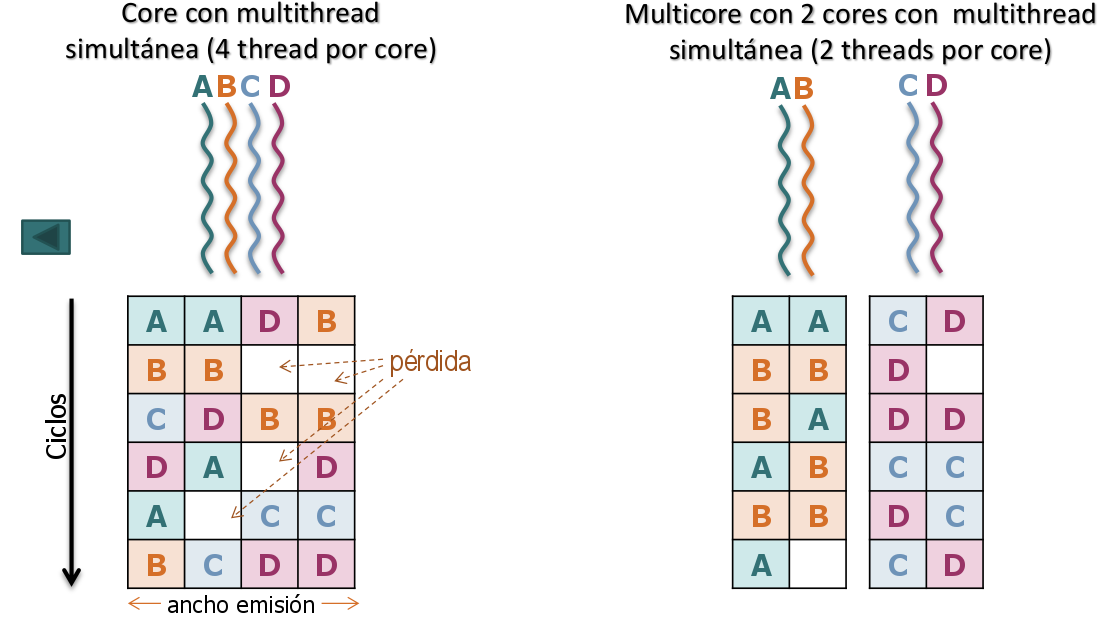 Core con multithread
simultánea (4 thread por core)
A B C D
A A D B
B B
pérdida
C D B B
D A D
A C C
B C D D
Ciclos
ancho emisión
Multicore con 2 cores con multithread
simultánea (2 threads por core)
A B
C D
A A
B B
B A
A B
B B
A
C D
D
D D
C C
D C
C D